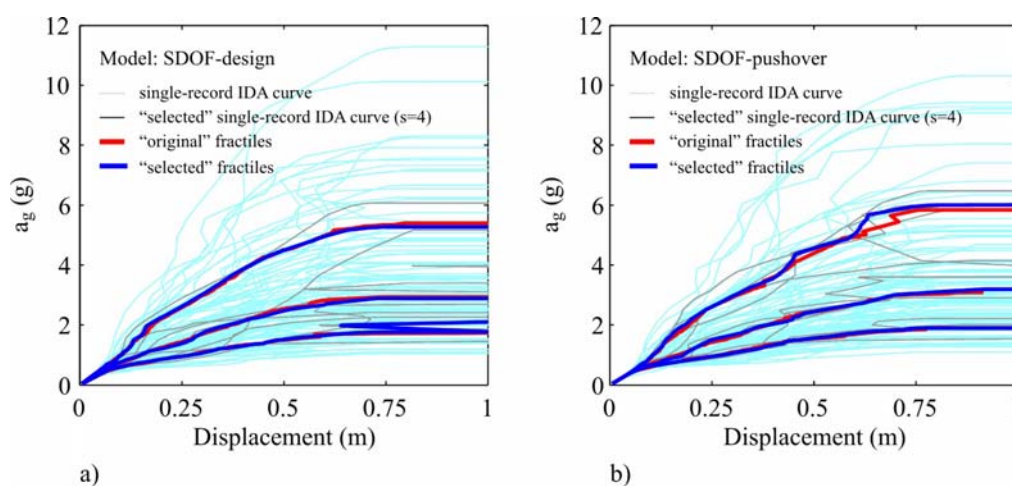 12
10
8
6
4
2
0
a_g (g)
Model: SDOF-design
single-record IDA curve
“selected” single-record IDA curve (s=4)
“original” fractiles
“selected” fractiles
0 0.25 0.5 0.75 1
Displacement (m)
a)
12
10
8
6
4
2
0
a_g (g)
Model: SDOF-pushover
single-record IDA curve
“selected” single-record IDA curve (s=4)
“original” fractiles
“selected” fractiles
0 0.25 0.5 0.75
Displacement (m)
b)